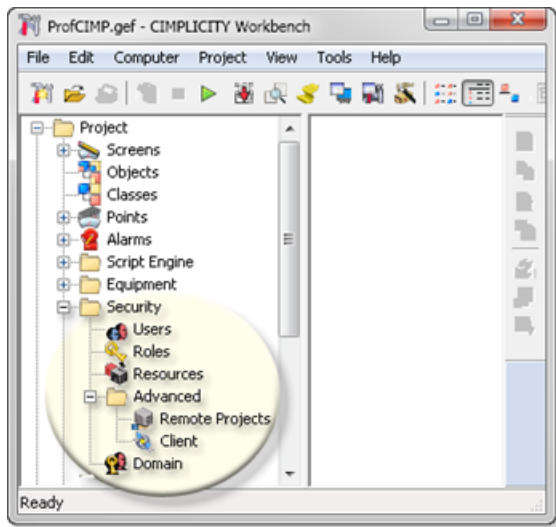 ProfCIMP.gef - CIMPLICITY Workbench
File Edit Computer Project View Tools Help
Project
Screens
Objects
Classes
Points
Alarms
Script Engine
Equipment
Security
Users
Roles
Resources
Advanced
Remote Projects
Client
Domain
Ready